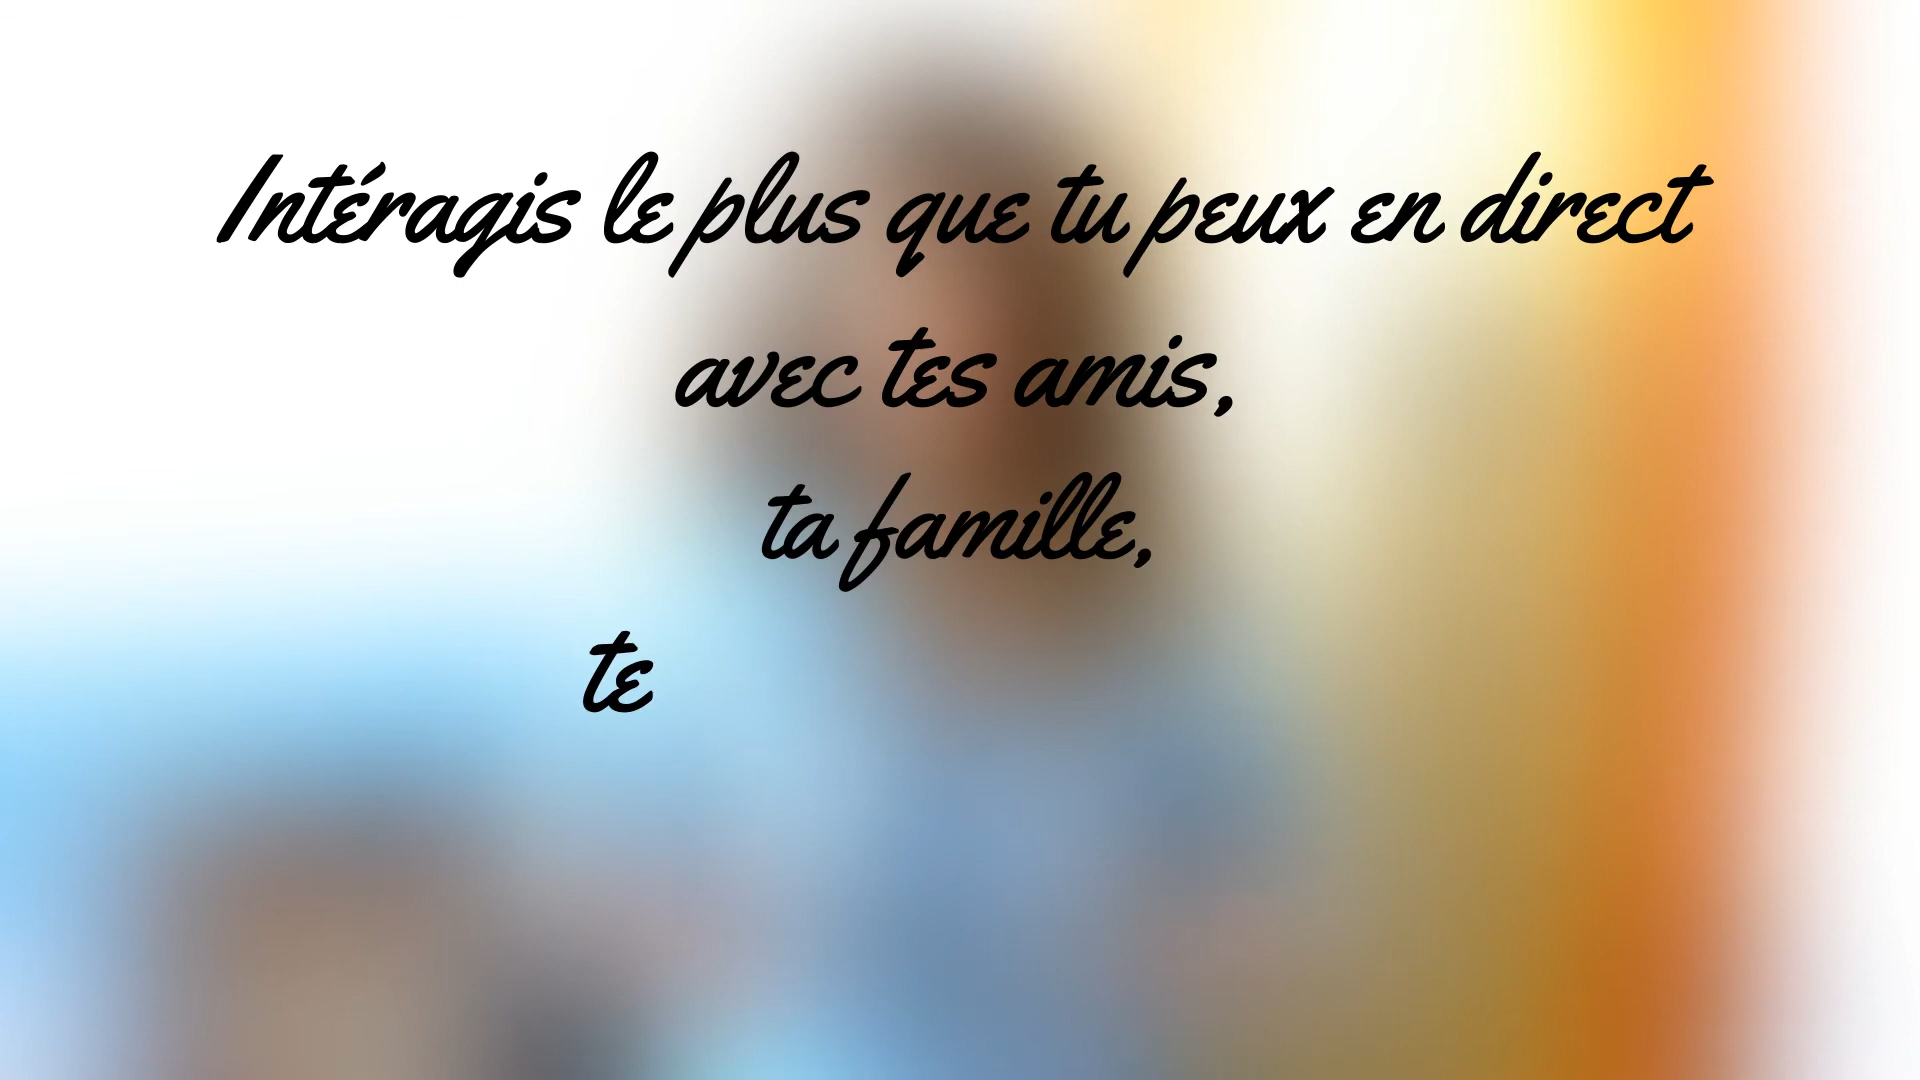 Intéragis le plus que tu peux en direct
avec tes amis,
ta famille,
te